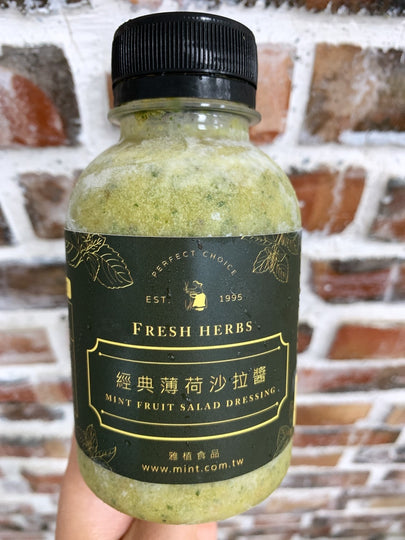 PERFECT CHOICE
EST. 1995
FRESH HERBS
經典薄荷沙拉醬
MINT FRUIT SALAD DRESSING
雅植食品
www.mint.com.tw